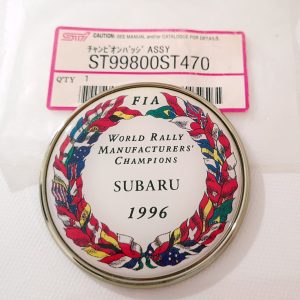 STI
CAUTION: SEE MANUAL and/or CATALOGUE FOR DETAILS.
ﾁｬﾝﾋﾟｵﾝﾊﾞｯｼﾞ ASSY
ST99800ST470
Q'TY 1
FIA
WORLD RALLY
MANUFACTURERS'
CHAMPIONS
SUBARU
1996